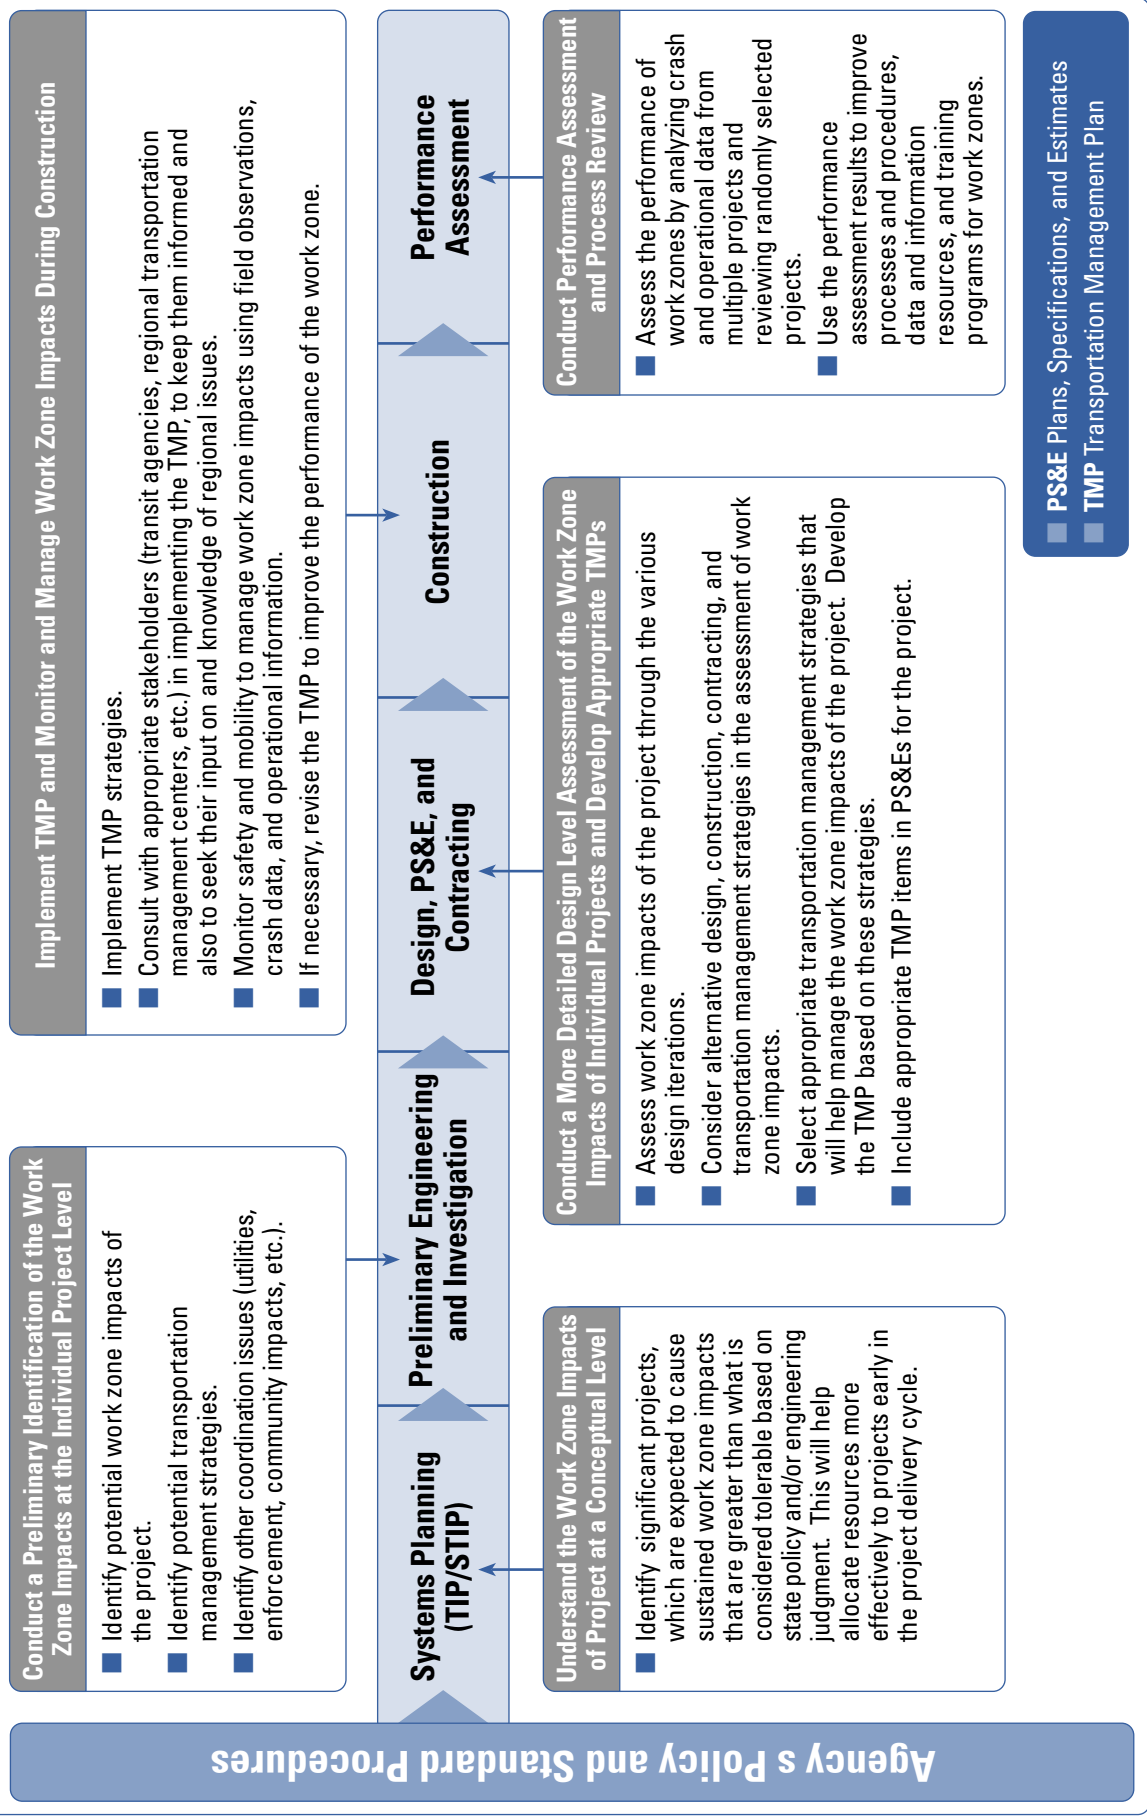 Agency s Policy and Standard Procedures
Conduct a Preliminary Identification of the Work
Zone Impacts at the Individual Project Level
Identify potential work zone impacts of
the project.
Identify potential transportation
management strategies.
Identify other coordination issues (utilities,
enforcement, community impacts, etc.).
Implement TMP and Monitor and Manage Work Zone Impacts During Construction
Implement TMP strategies.
Consult with appropriate stakeholders (transit agencies, regional transportation
management centers, etc.) in implementing the TMP, to keep them informed and
also to seek their input on and knowledge of regional issues.
Monitor safety and mobility to manage work zone impacts using field observations,
crash data, and operational information.
If necessary, revise the TMP to improve the performance of the work zone.
Systems Planning
(TIP/STIP)
Preliminary Engineering
and Investigation
Design, PS&E, and
Contracting
Construction
Performance
Assessment
Understand the Work Zone Impacts
of Project at a Conceptual Level
Identify significant projects,
which are expected to cause
sustained work zone impacts
that are greater than what is
considered tolerable based on
state policy and/or engineering
judgment. This will help
allocate resources more
effectively to projects early in
the project delivery cycle.
Conduct a More Detailed Design Level Assessment of the Work Zone
Impacts of Individual Projects and Develop Appropriate TMPs
Assess work zone impacts of the project through the various
design iterations.
Consider alternative design, construction, contracting, and
transportation management strategies in the assessment of work
zone impacts.
Select appropriate transportation management strategies that
will help manage the work zone impacts of the project. Develop
the TMP based on these strategies.
Include appropriate TMP items in PS&Es for the project.
Conduct Performance Assessment
and Process Review
Assess the performance of
work zones by analyzing crash
and operational data from
multiple projects and
reviewing randomly selected
projects.
Use the performance
assessment results to improve
processes and procedures,
data and information
resources, and training
programs for work zones.
PS&E Plans, Specifications, and Estimates
TMP Transportation Management Plan